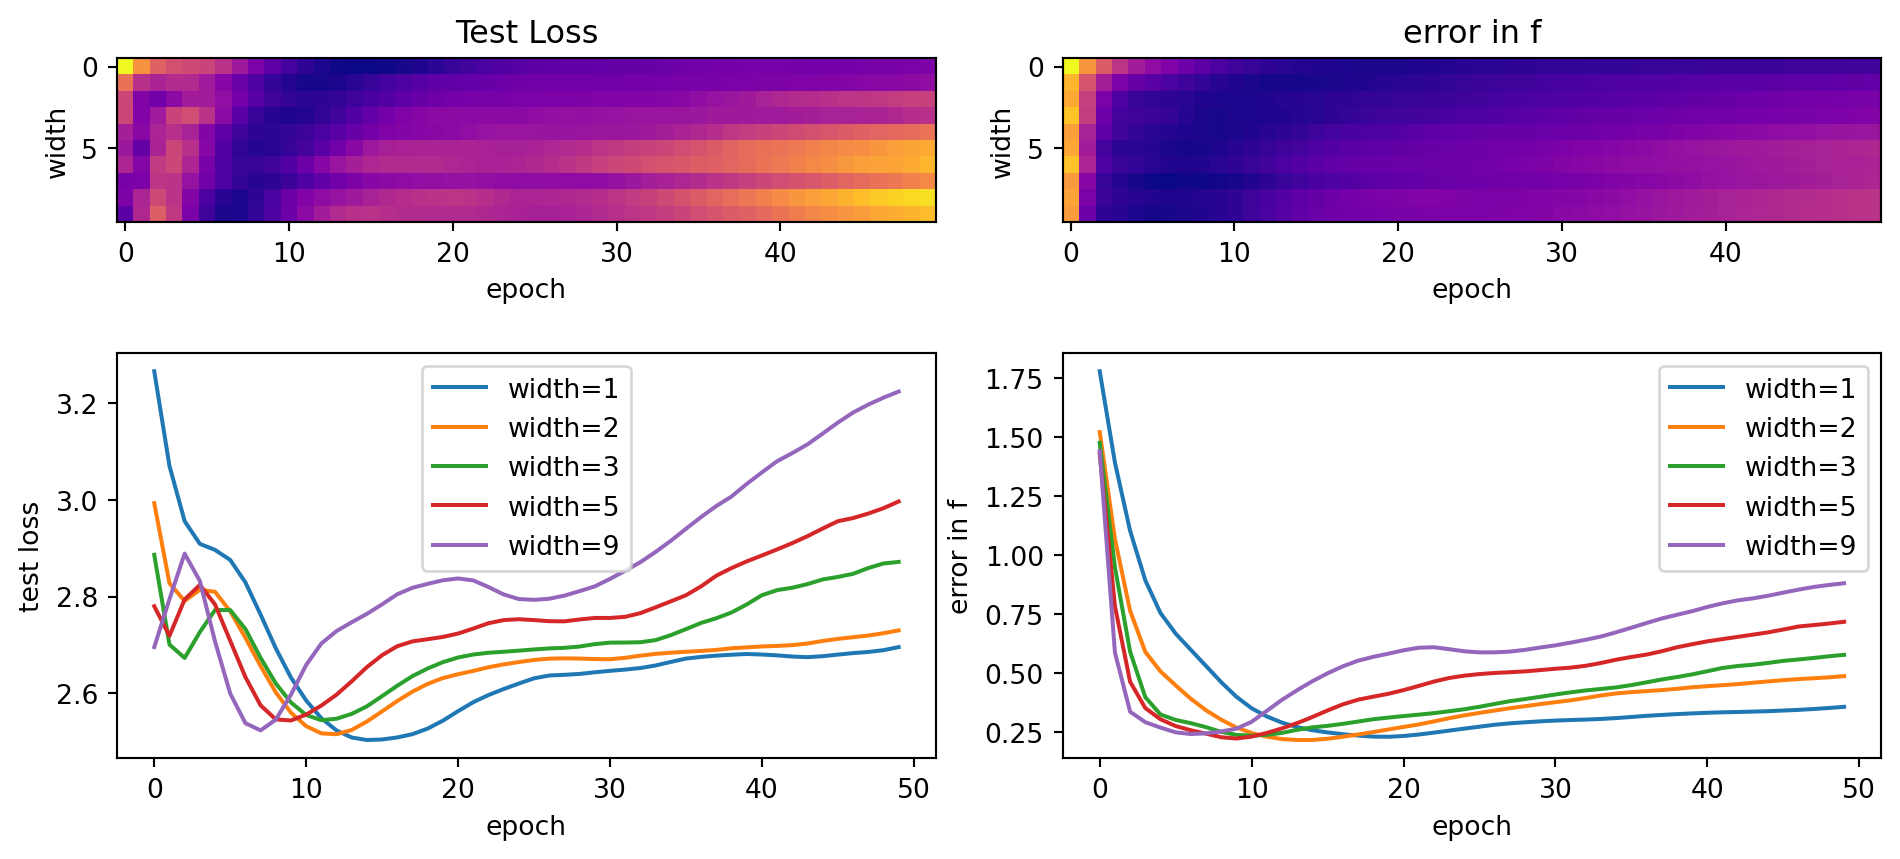 Test Loss
0
5
width
0
10
20
30
40
epoch
error in f
0
5
width
0
10
20
30
40
epoch
3.2
3.0
2.8
2.6
test loss
width=1
width=2
width=3
width=5
width=9
0
10
20
30
40
50
epoch
1.75
1.50
1.25
1.00
0.75
0.50
0.25
error in f
width=1
width=2
width=3
width=5
width=9
0
10
20
30
40
50
epoch